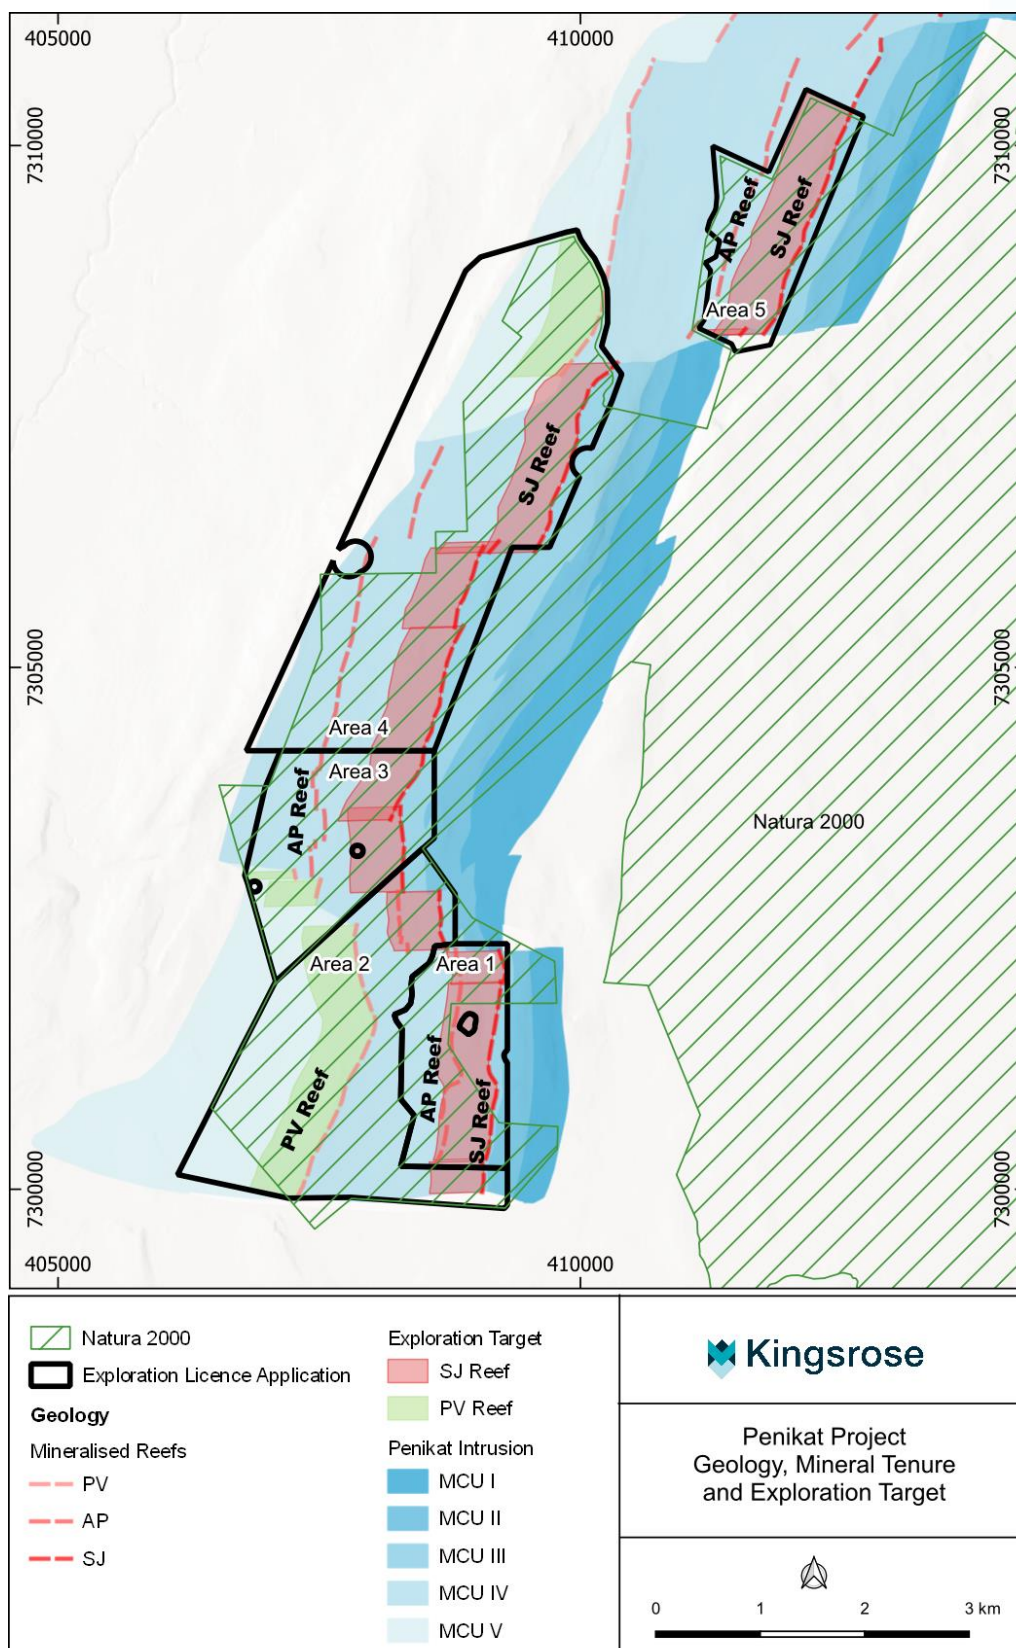 405000
410000
7310000
7310000
AP Reef
SJ Reef
Area 5
SJ Reef
7305000
7305000
Area 4
Area 3
AP Reef
Natura 2000
Area 2
Area 1
AP Reef
PV Reef
SJ Reef
7300000
7300000
405000
410000
Natura 2000
Exploration Licence Application
Geology
Mineralised Reefs
PV
AP
SJ
Exploration Target
SJ Reef
PV Reef
Penikat Intrusion
MCU I
MCU II
MCU III
MCU IV
MCU V
Kingsrose
Penikat Project
Geology, Mineral Tenure
and Exploration Target
0 1 2 3 km